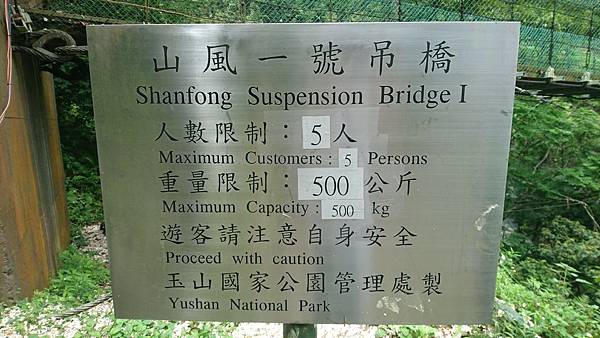 山風一號吊橋
Shanfong Suspension Bridge I
人數限制：5人
Maximum Customers : 5 Persons
重量限制：500公斤
Maximum Capacity : 500 kg
遊客請注意自身安全
Proceed with caution
玉山國家公園管理處製
Yushan National Park